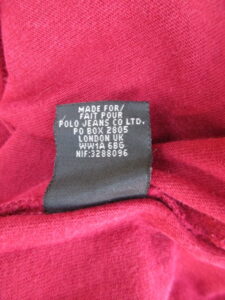 MADE FOR/
FAIT POUR
POLO JEANS CO LTD.
PO BOX 2805
LONDON UK
WW1A 6BG
NIF:3288096